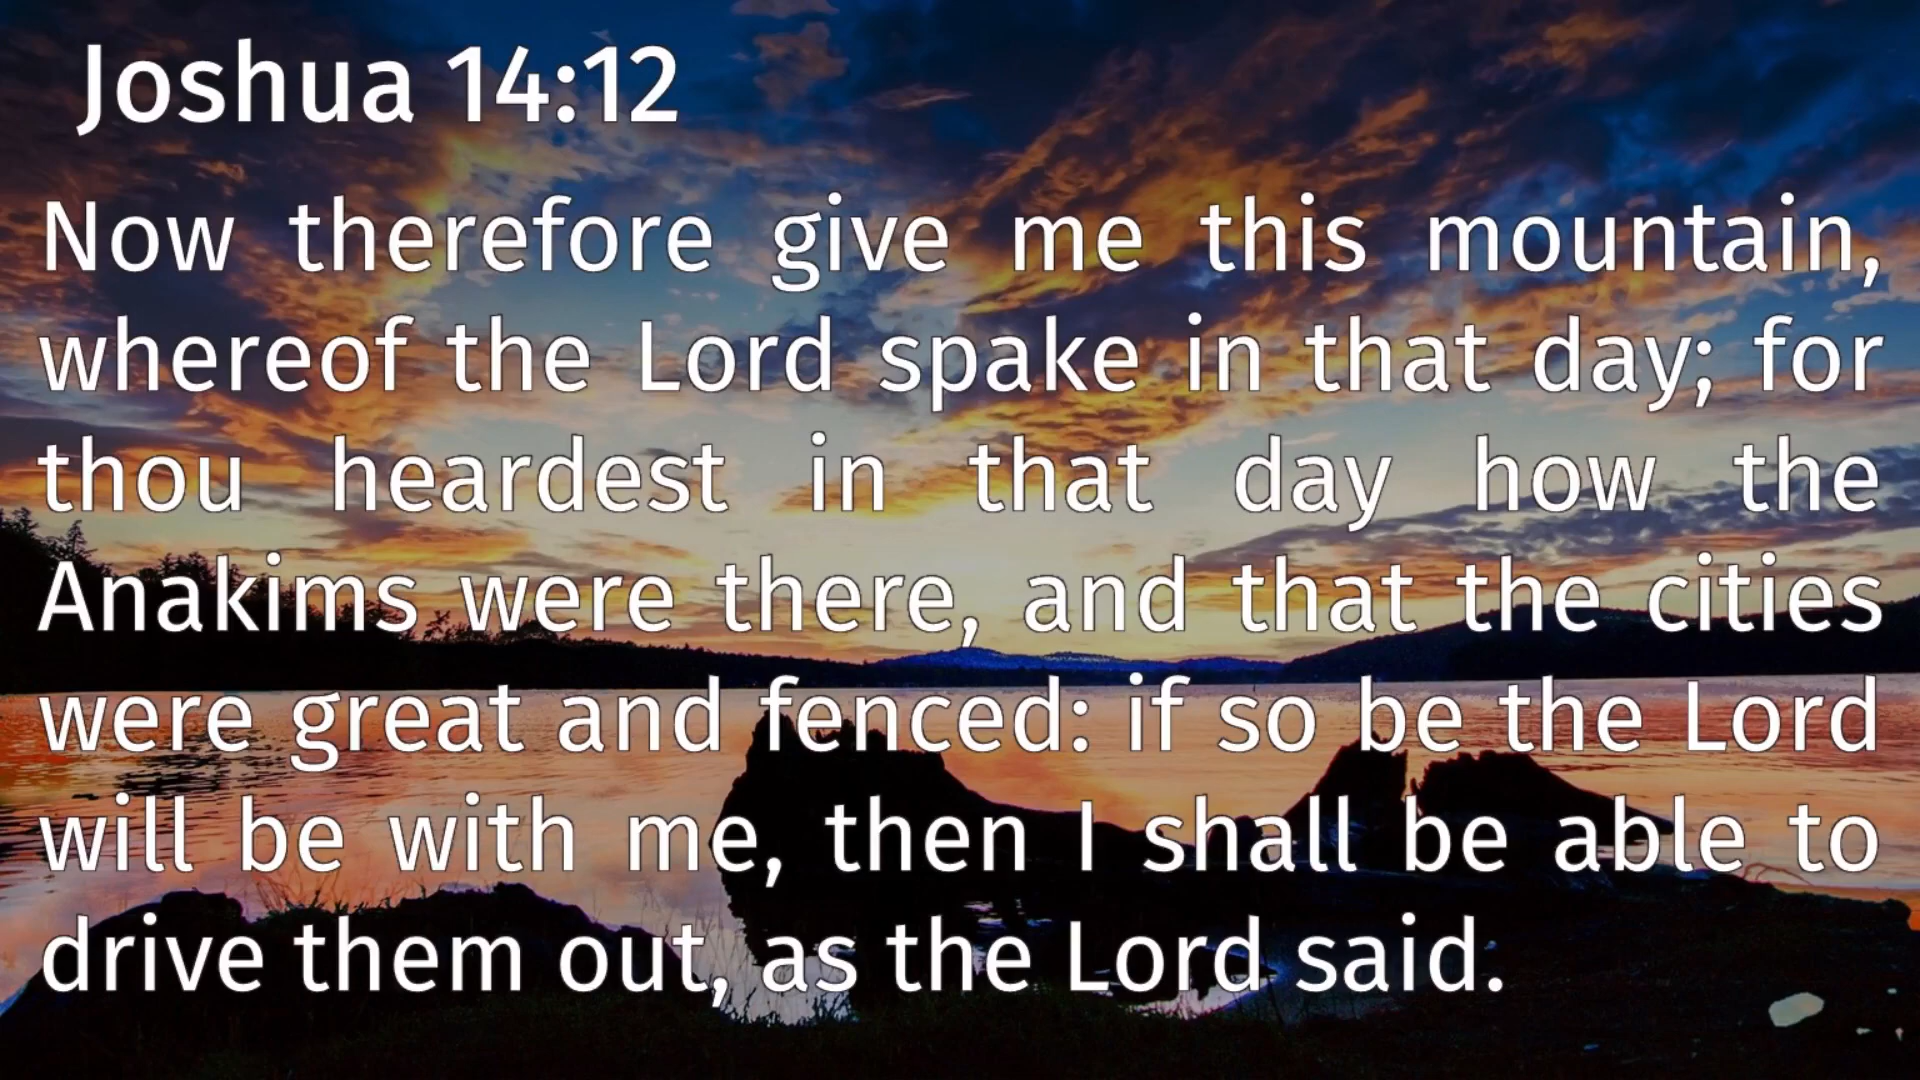 Joshua 14:12
Now therefore give me this mountain,
whereof the Lord spake in that day; for
thou heardest in that day how the
Anakims were there, and that the cities
were great and fenced: if so be the Lord
will be with me, then I shall be able to
drive them out, as the Lord said.